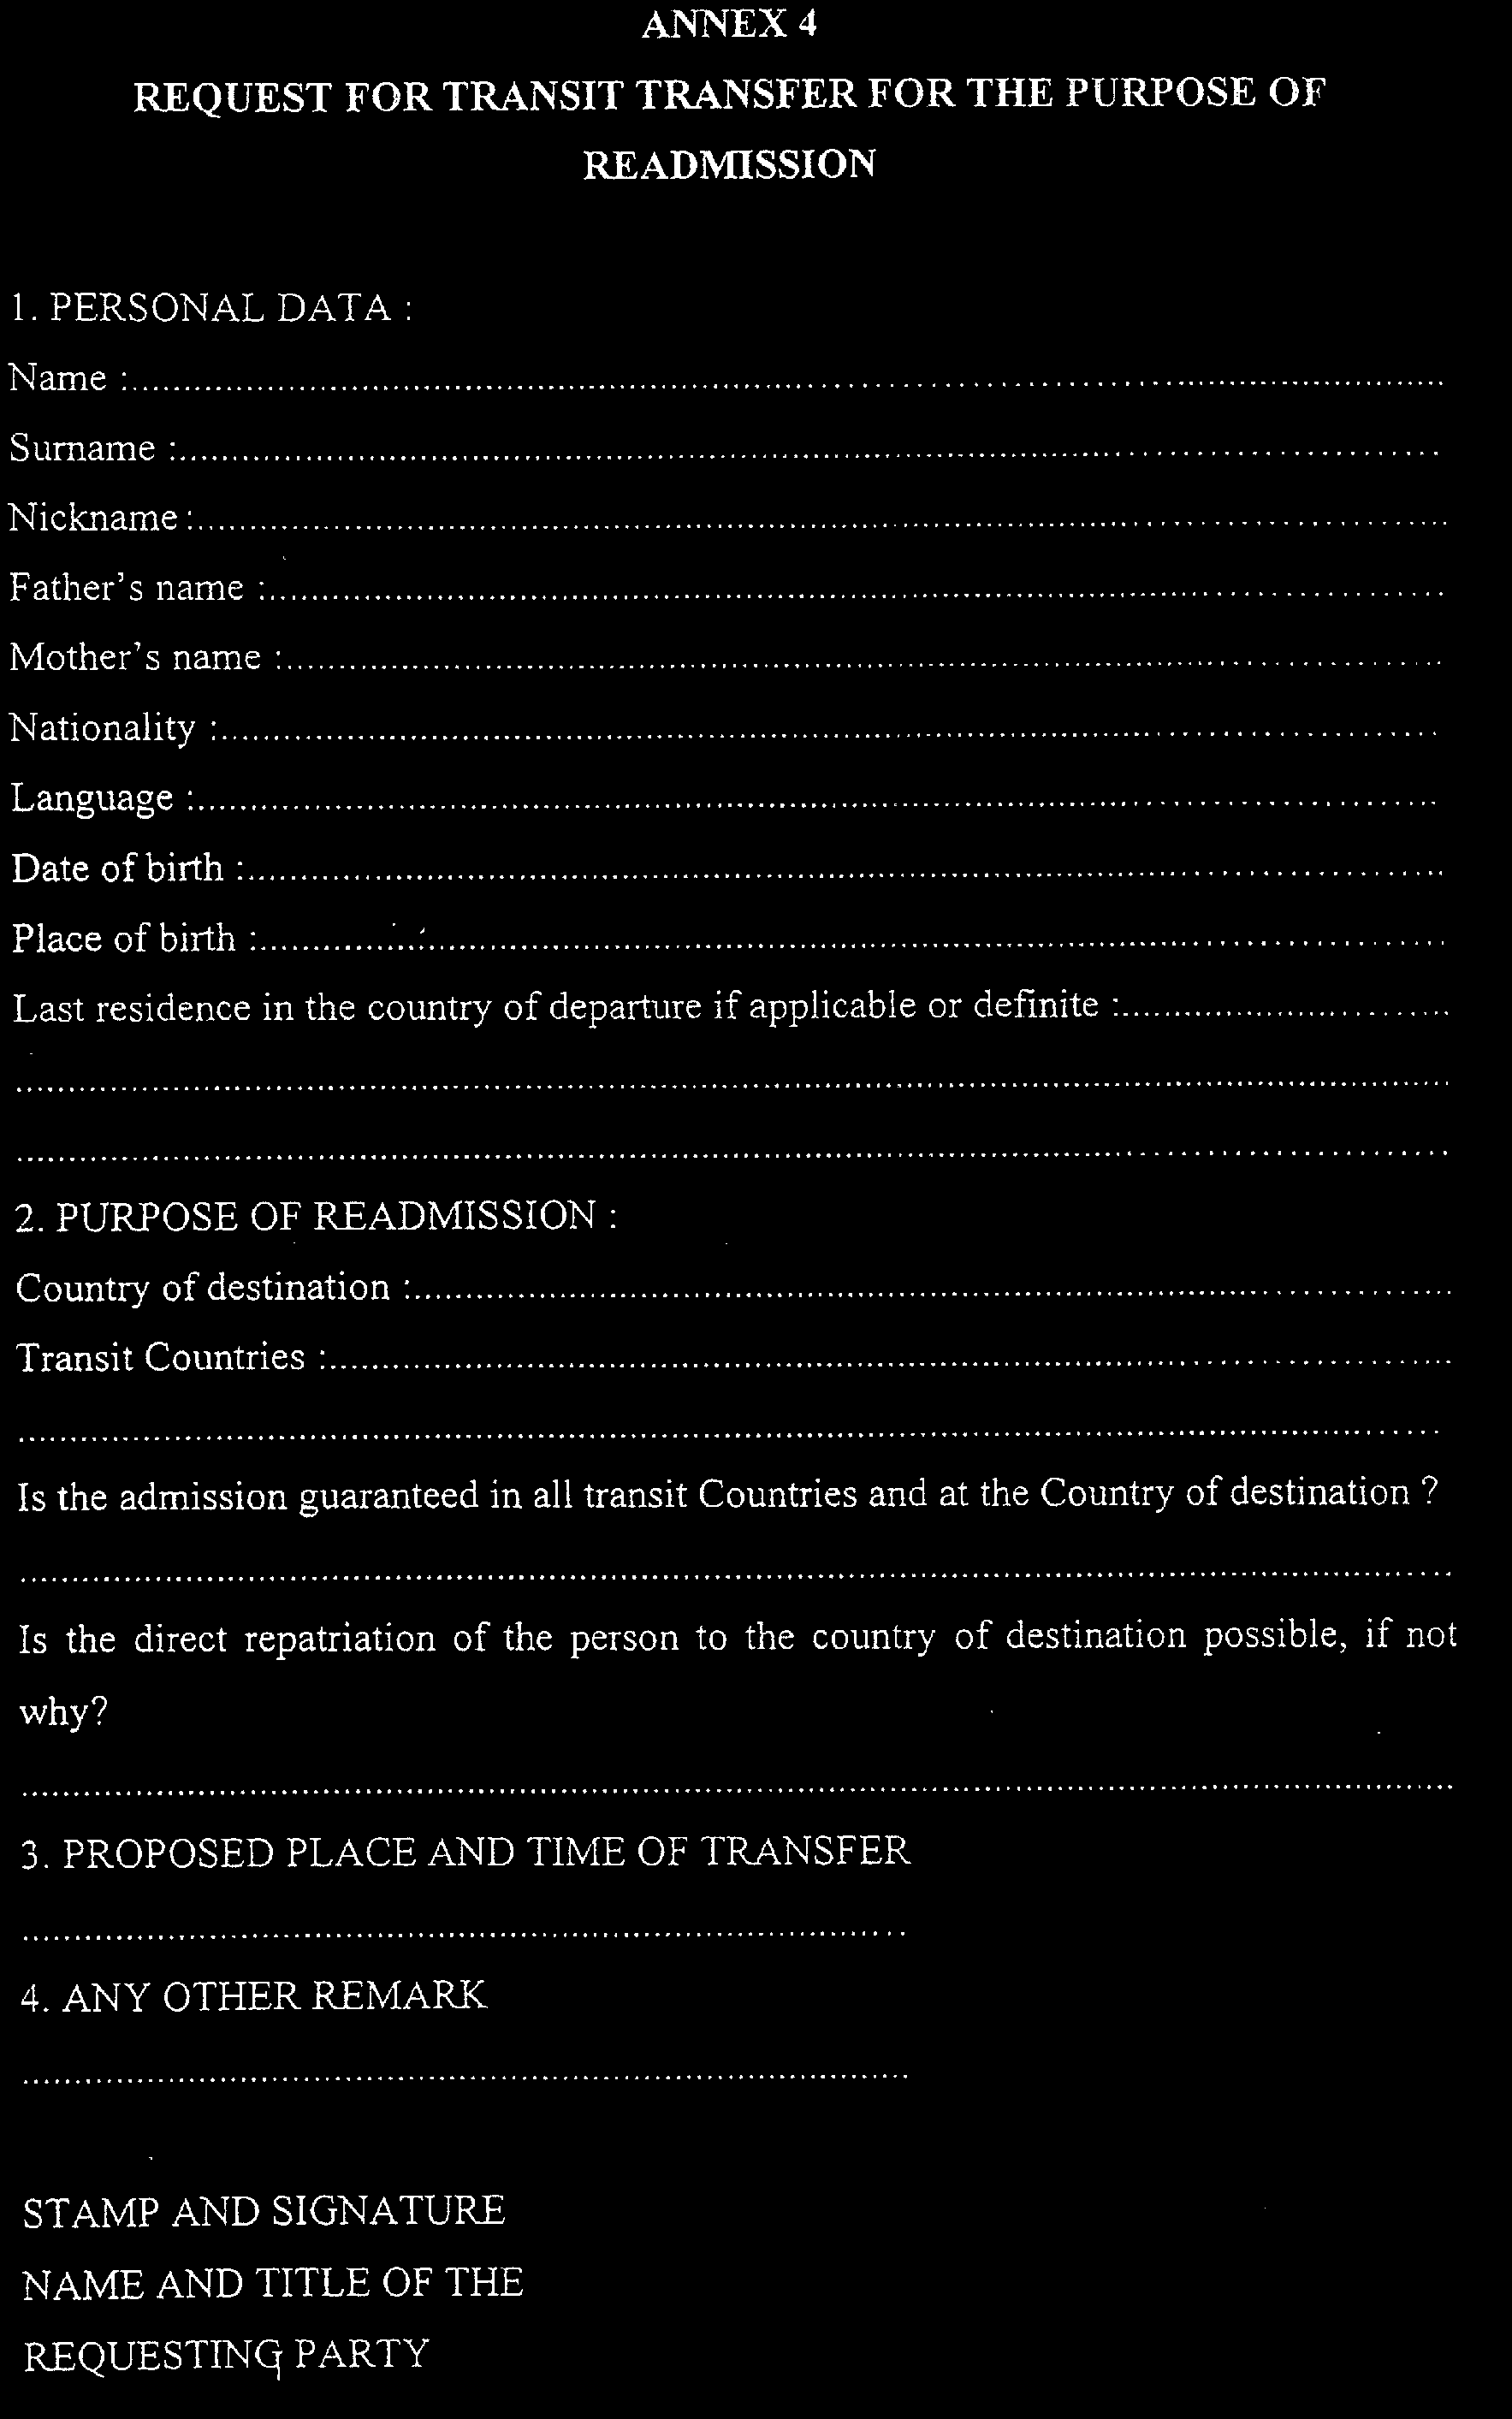 ANNEX 4
REQUEST FOR TRANSIT TRANSFER FOR THE PURPOSE OF
READMISSION
1. PERSONAL DATA :
Name :..........................................................................................
Surname :..........................................................................................
Nickname :..........................................................................................
Father's name :..........................................................................................
Mother's name :..........................................................................................
Nationality :..........................................................................................
Language :..........................................................................................
Date of birth :..........................................................................................
Place of birth :..........................................................................................
Last residence in the country of departure if applicable or definite :..............................
..........................................................................................
..........................................................................................
2. PURPOSE OF READMISSION :
Country of destination :..........................................................................................
Transit Countries :..........................................................................................
..........................................................................................
Is the admission guaranteed in all transit Countries and at the Country of destination ?
..........................................................................................
Is the direct repatriation of the person to the country of destination possible, if not
why?
..........................................................................................
3. PROPOSED PLACE AND TIME OF TRANSFER
..........................................................................................
4. ANY OTHER REMARK
..........................................................................................
STAMP AND SIGNATURE
NAME AND TITLE OF THE
REQUESTING PARTY